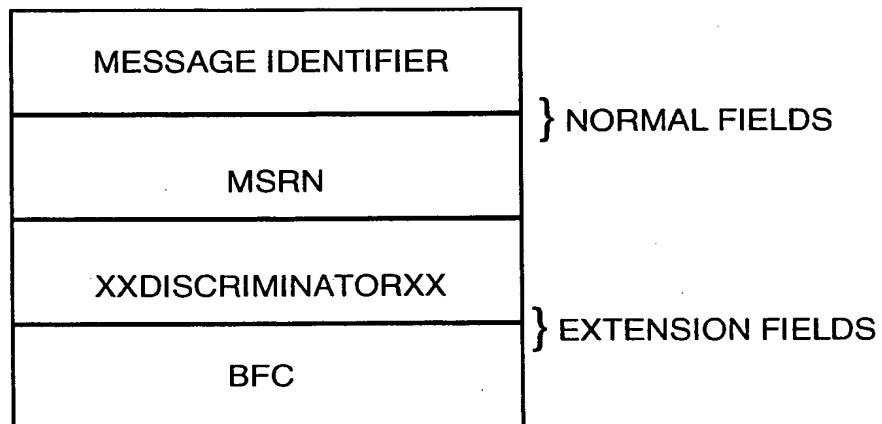 MESSAGE IDENTIFIER
} NORMAL FIELDS
MSRN
XXDISCRIMINATORXX
} EXTENSION FIELDS
BFC